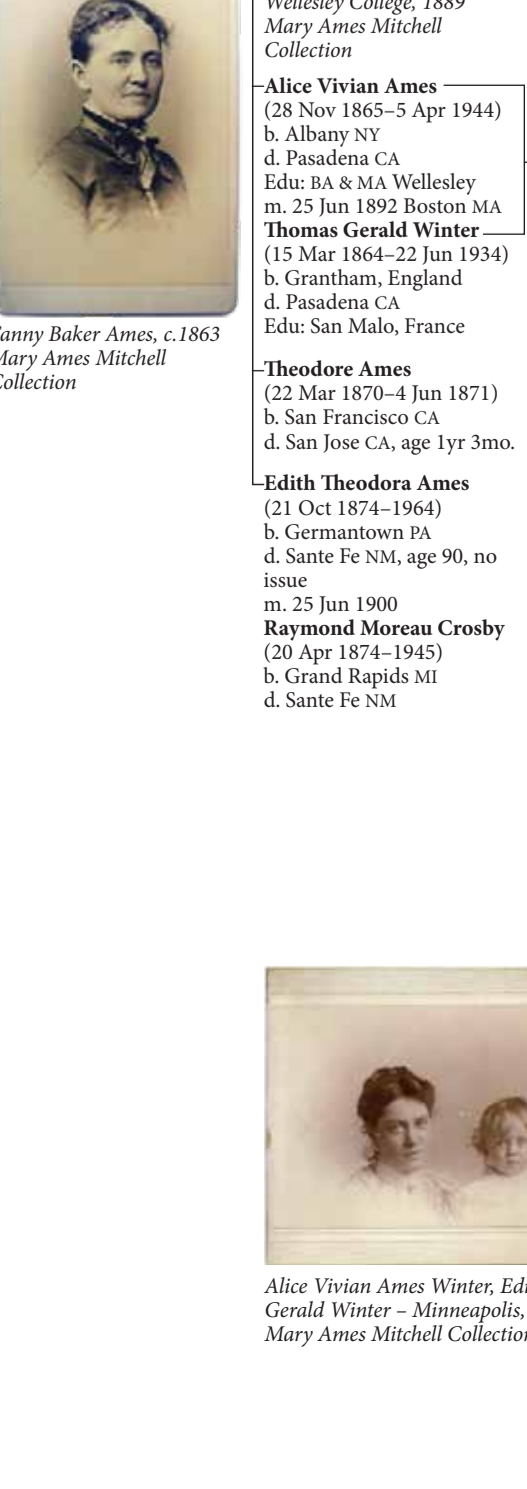 Wellesley College, 1889
Mary Ames Mitchell
Collection
Alice Vivian Ames
(28 Nov 1865–5 Apr 1944)
b. Albany NY
d. Pasadena CA
Edu: BA & MA Wellesley
m. 25 Jun 1892 Boston MA
Thomas Gerald Winter
(15 Mar 1864–22 Jun 1934)
b. Grantham, England
d. Pasadena CA
Edu: San Malo, France
Theodore Ames
(22 Mar 1870–4 Jun 1871)
b. San Francisco CA
d. San Jose CA, age 1yr 3mo.
Edith Theodora Ames
(21 Oct 1874–1964)
b. Germantown PA
d. Sante Fe NM, age 90, no
issue
m. 25 Jun 1900
Raymond Moreau Crosby
(20 Apr 1874–1945)
b. Grand Rapids MI
d. Sante Fe NM
anny Baker Ames, c.1863
Mary Ames Mitchell
Collection
Alice Vivian Ames Winter, Edi
Gerald Winter – Minneapolis,
Mary Ames Mitchell Collection